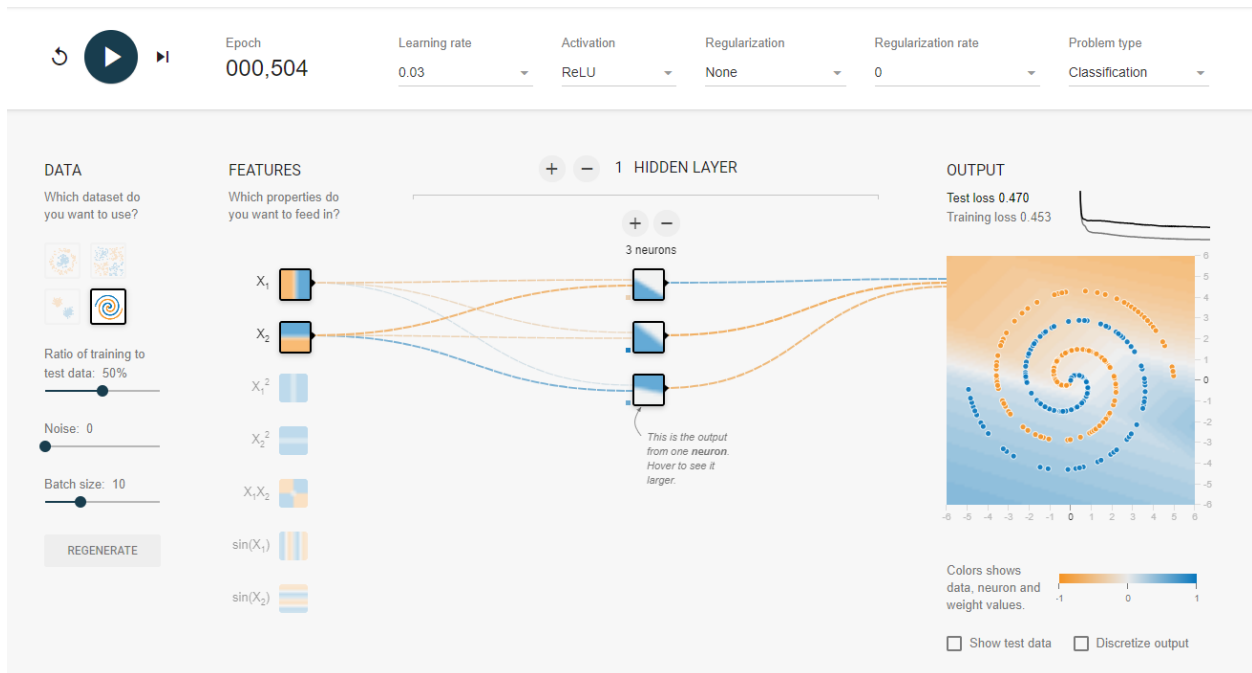 Epoch
000,504
Learning rate
0.03
Activation
ReLU
Regularization
None
Regularization rate
0
Problem type
Classification
DATA
Which dataset do
you want to use?
Ratio of training to
test data: 50%
Noise: 0
Batch size: 10
REGENERATE
FEATURES
Which properties do
you want to feed in?
X₁
X₂
X₁²
X₂²
X₁X₂
sin(X₁)
sin(X₂)
+ − 1 HIDDEN LAYER
+ −
3 neurons
This is the output
from one neuron.
Hover to see it
larger.
OUTPUT
Test loss 0.470
Training loss 0.453
6
5
4
3
2
1
0
-1
-2
-3
-4
-5
-6
-6 -5 -4 -3 -2 -1 0 1 2 3 4 5 6
Colors shows
data, neuron and
weight values.
-1 0 1
Show test data
Discretize output